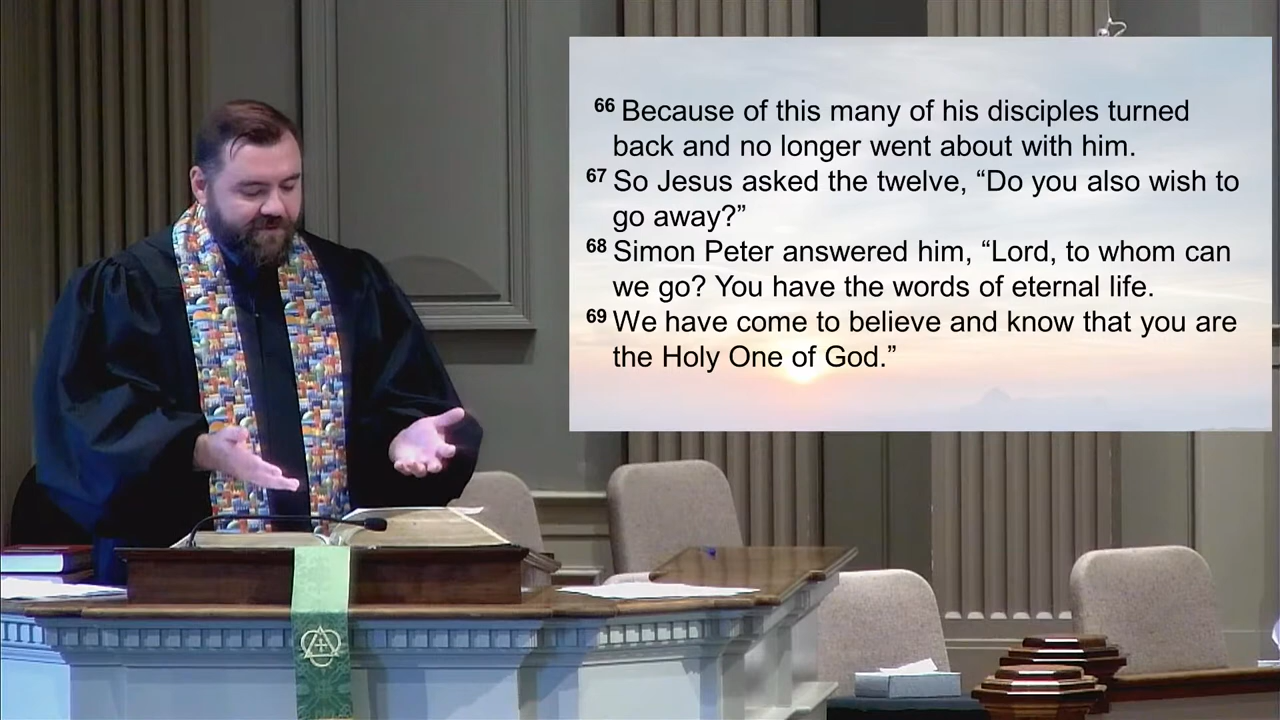 66 Because of this many of his disciples turned
back and no longer went about with him.
67 So Jesus asked the twelve, “Do you also wish to
go away?”
68 Simon Peter answered him, “Lord, to whom can
we go? You have the words of eternal life.
69 We have come to believe and know that you are
the Holy One of God.”